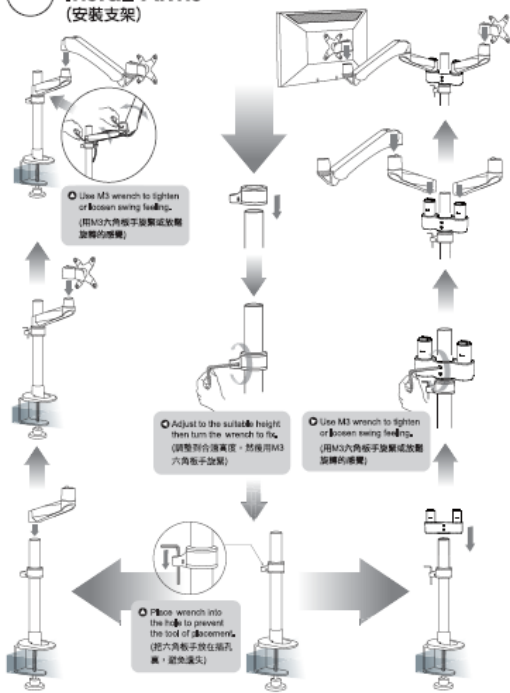 (安裝支架)
Use M3 wrench to tighten
or loosen swing feeling.
(用M3六角板手旋緊或放鬆
旋轉的感覺)
Adjust to the suitable height
then turn the wrench to fix.
(調整到合適高度，然後用M3
六角板手旋緊)
Use M3 wrench to tighten
or loosen swing feeling.
(用M3六角板手旋緊或放鬆
旋轉的感覺)
Place wrench into
the hole to prevent
the tool of placement.
(把六角板手放在插孔
裏，避免遺失)